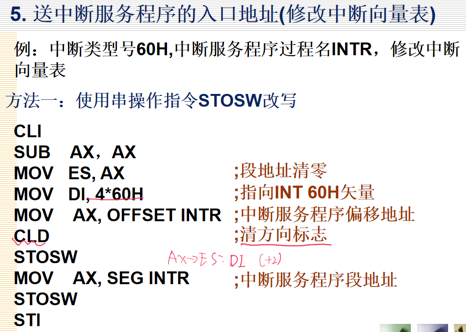 5. 送中断服务程序的入口地址(修改中断向量表)
例：中断类型号60H,中断服务程序过程名INTR，修改中断
向量表
方法一：使用串操作指令STOSW改写
CLI
SUB AX，AX
MOV ES, AX ;段地址清零
MOV DI, 4*60H ;指向INT 60H矢量
MOV AX, OFFSET INTR ;中断服务程序偏移地址
CLD ;清方向标志
STOSW AX→ES:DI (+2)
MOV AX, SEG INTR ;中断服务程序段地址
STOSW
STI